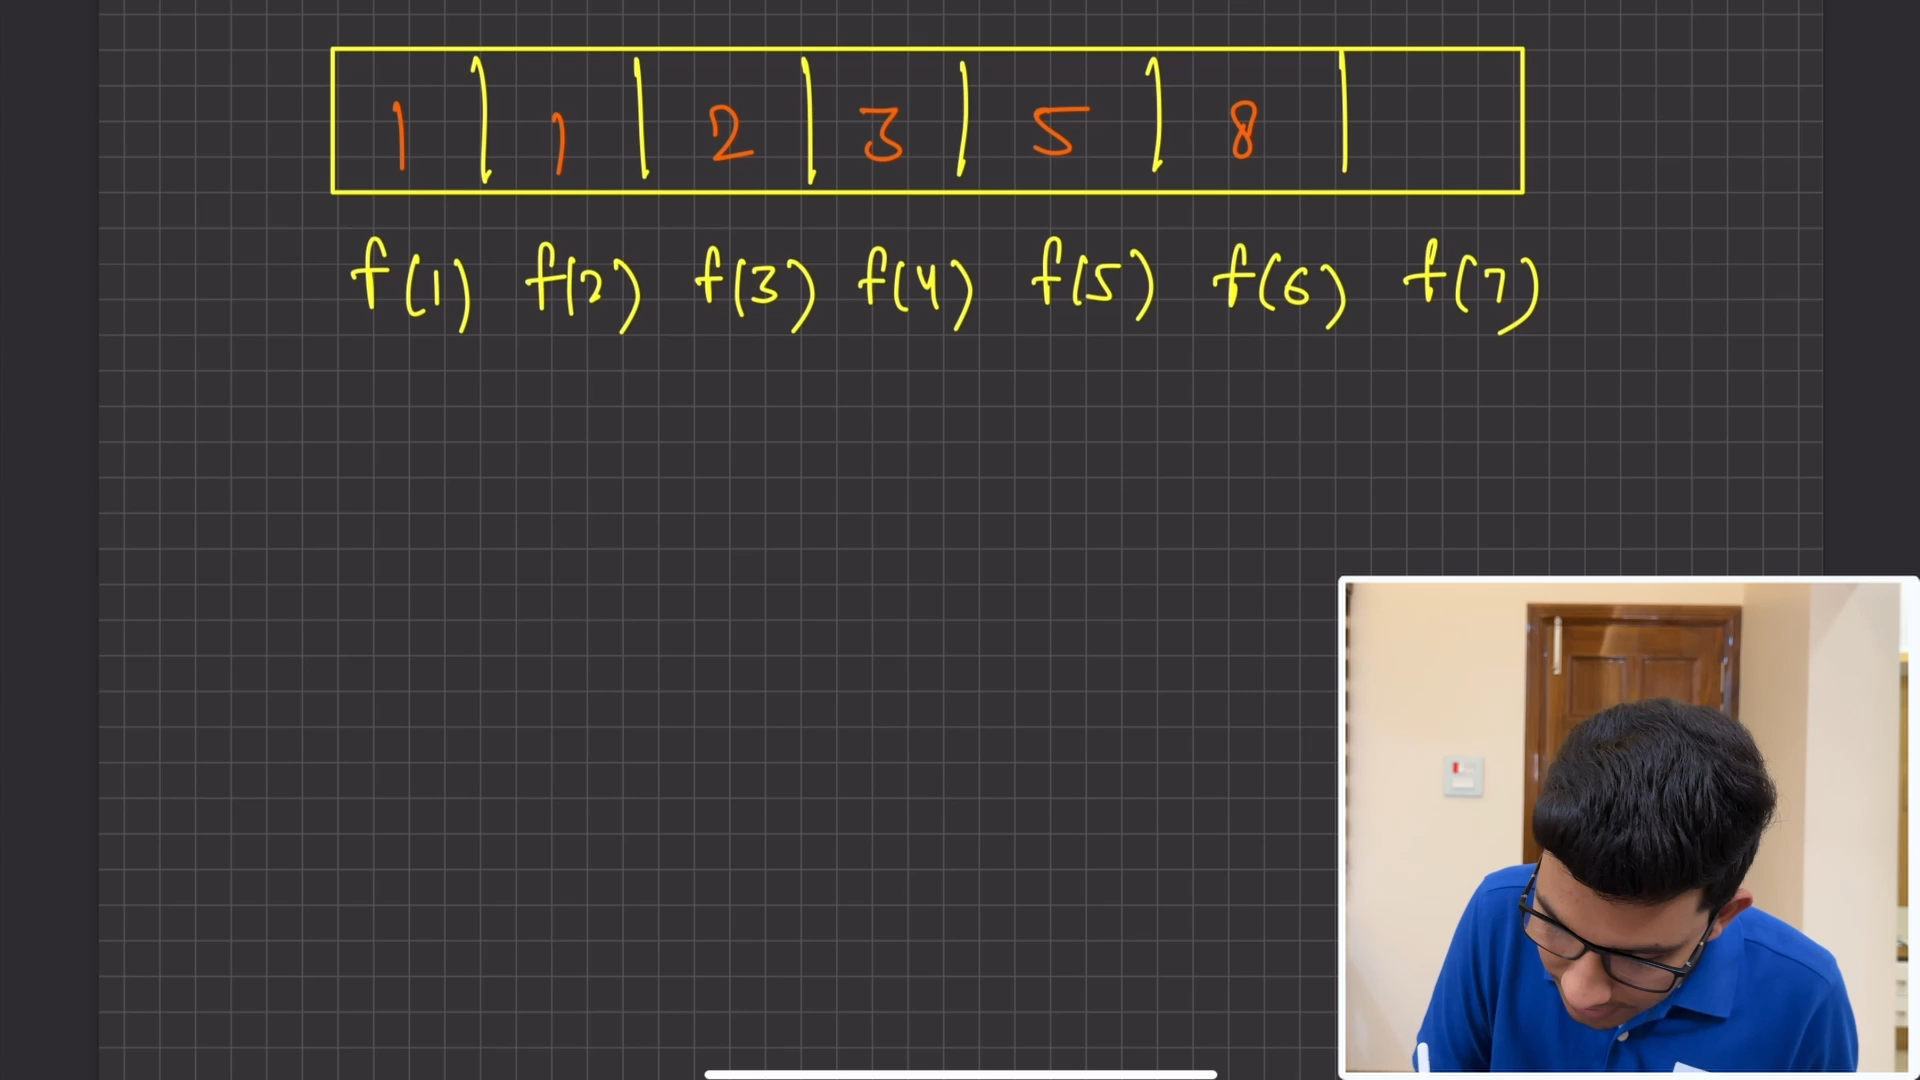 1 | 1 | 2 | 3 | 5 | 8 |
f(1) f(2) f(3) f(4) f(5) f(6) f(7)